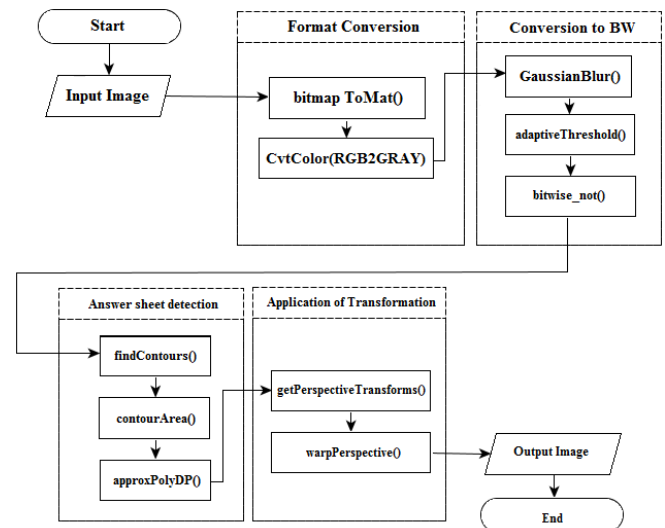 Start
Input Image
Format Conversion
bitmap ToMat()
CvtColor(RGB2GRAY)
Conversion to BW
GaussianBlur()
adaptiveThreshold()
bitwise_not()
Answer sheet detection
findContours()
contourArea()
approxPolyDP()
Application of Transformation
getPerspectiveTransforms()
warpPerspective()
Output Image
End